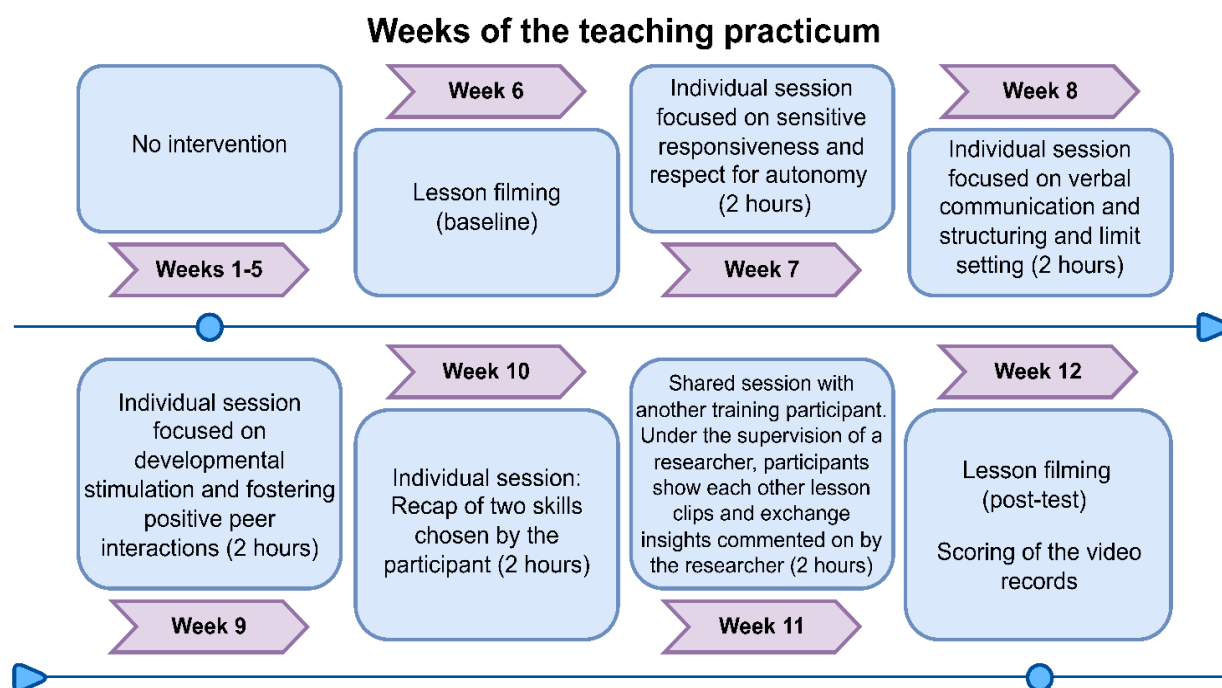 Weeks of the teaching practicum
No intervention
Weeks 1-5
Week 6
Lesson filming
(baseline)
Individual session
focused on sensitive
responsiveness and
respect for autonomy
(2 hours)
Week 7
Week 8
Individual session
focused on verbal
communication and
structuring and limit
setting (2 hours)
Individual session
focused on
developmental
stimulation and fostering
positive peer
interactions (2 hours)
Week 9
Week 10
Individual session:
Recap of two skills
chosen by the
participant (2 hours)
Shared session with
another training participant.
Under the supervision of a
researcher, participants
show each other lesson
clips and exchange
insights commented on by
the researcher (2 hours)
Week 11
Week 12
Lesson filming
(post-test)
Scoring of the video
records